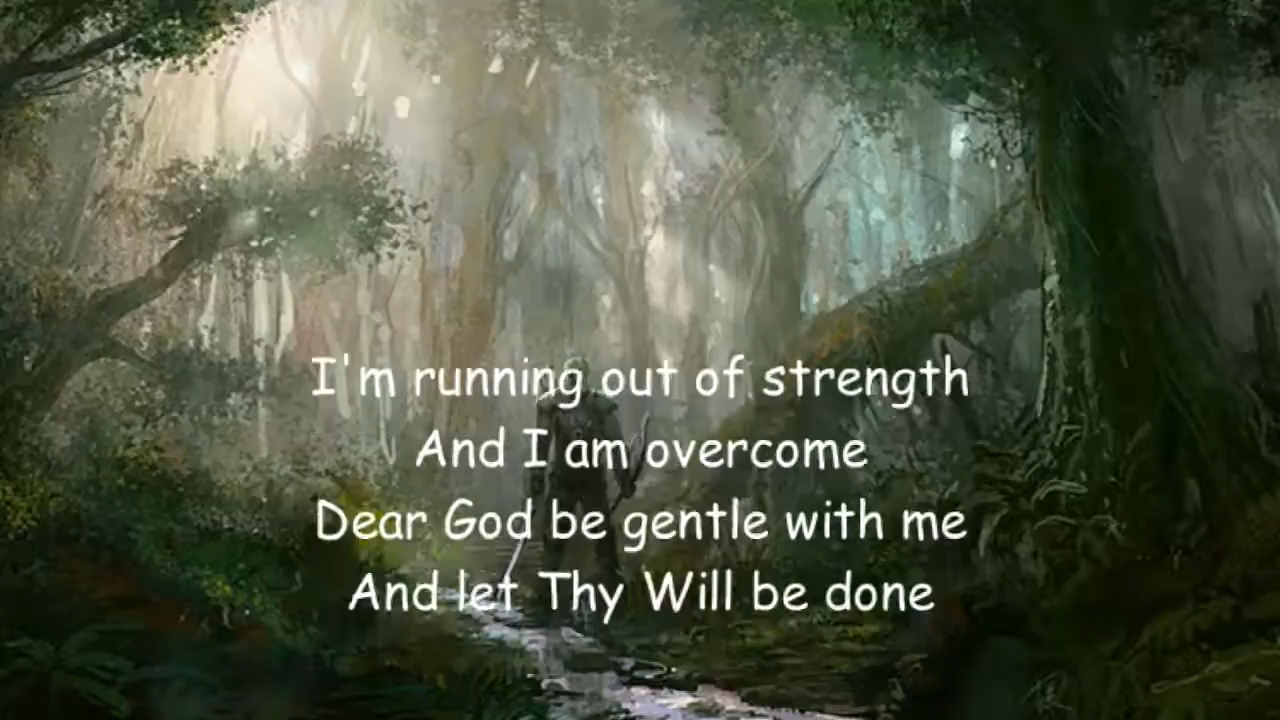 I'm running out of strength
And I am overcome
Dear God be gentle with me
And let Thy Will be done